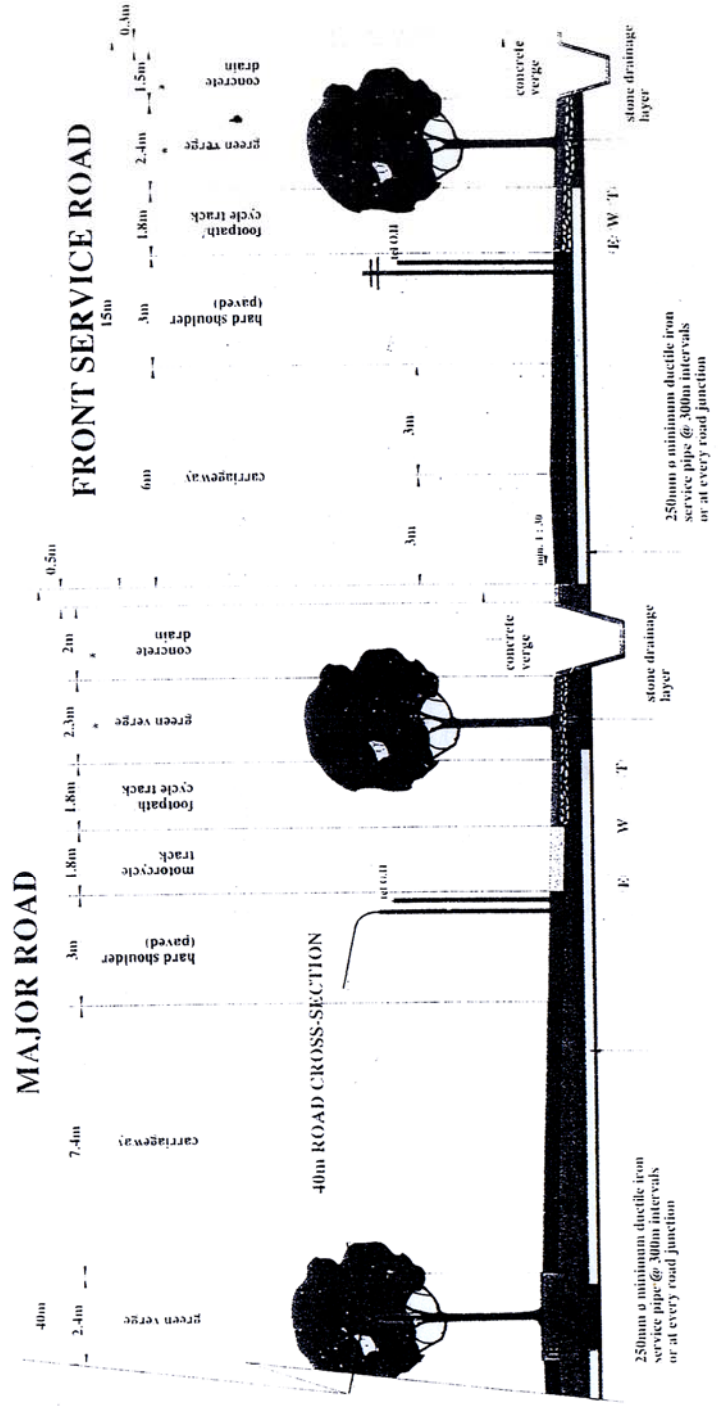 MAJOR ROAD
FRONT SERVICE ROAD
40m
15m
2.4m
7.4m
3m
1.8m
1.8m
2.3m
2m
0.5m
6m
3m
1.8m
2.4m
1.5m
0.3m
green verge
carriageway
hard shoulder
(paved)
motorcycle
track
footpath/
cycle track
green verge
*
concrete
drain
*
carriageway
hard shoulder
(paved)
footpath/
cycle track
green verge
*
concrete
drain
*
40m ROAD CROSS-SECTION
3m
3m
min. 1 : 30
concrete
verge
concrete
verge
E W T
stone drainage
layer
E W T
stone drainage
layer
250mm ø minimum ductile iron
service pipe @ 300m intervals
or at every road junction
250mm ø minimum ductile iron
service pipe @ 300m intervals
or at every road junction